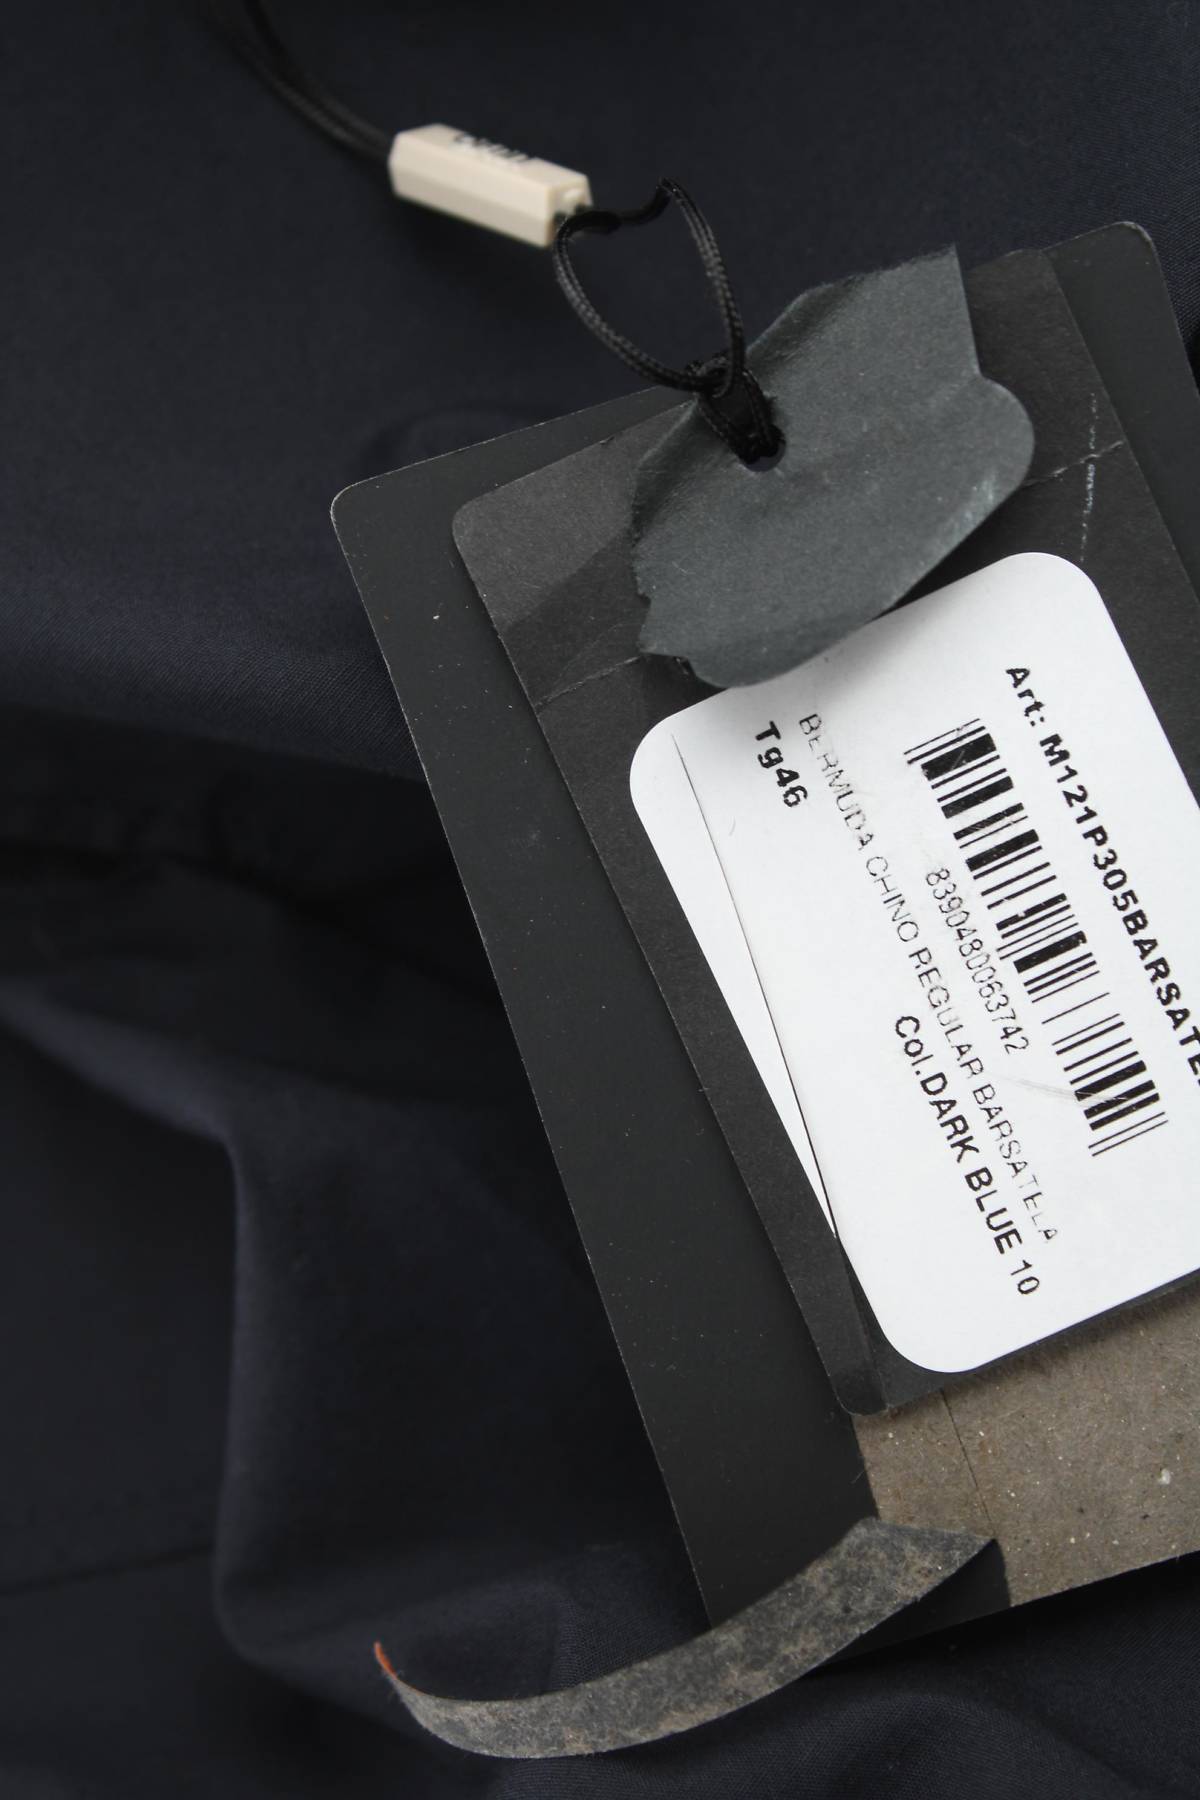 Art: M121P305BARSATE
8390480063742
BERMUDA CHINO REGULAR BARSATELA
Tg46
Col.DARK BLUE 10